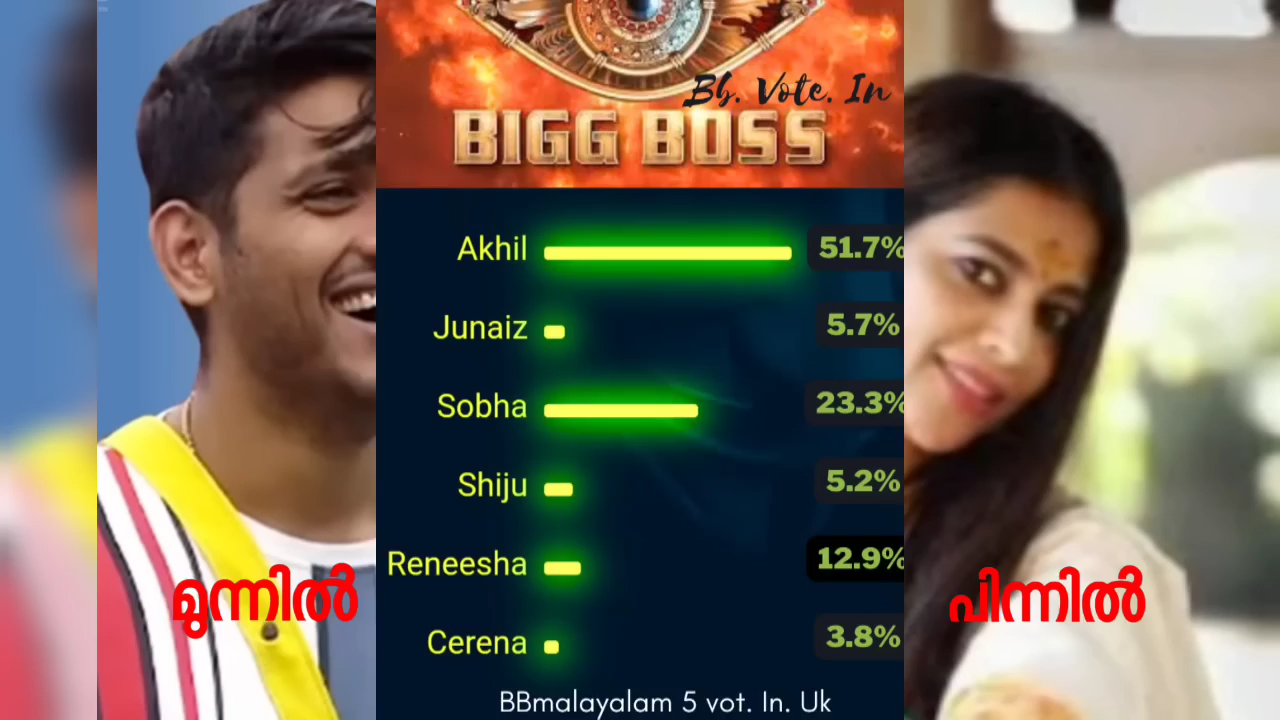 Bb. Vote. In
BIGG BOSS
Akhil 51.7%
Junaiz 5.7%
Sobha 23.3%
Shiju 5.2%
Reneesha 12.9%
Cerena 3.8%
മുന്നിൽ
പിന്നിൽ
BBmalayalam 5 vot. In. Uk